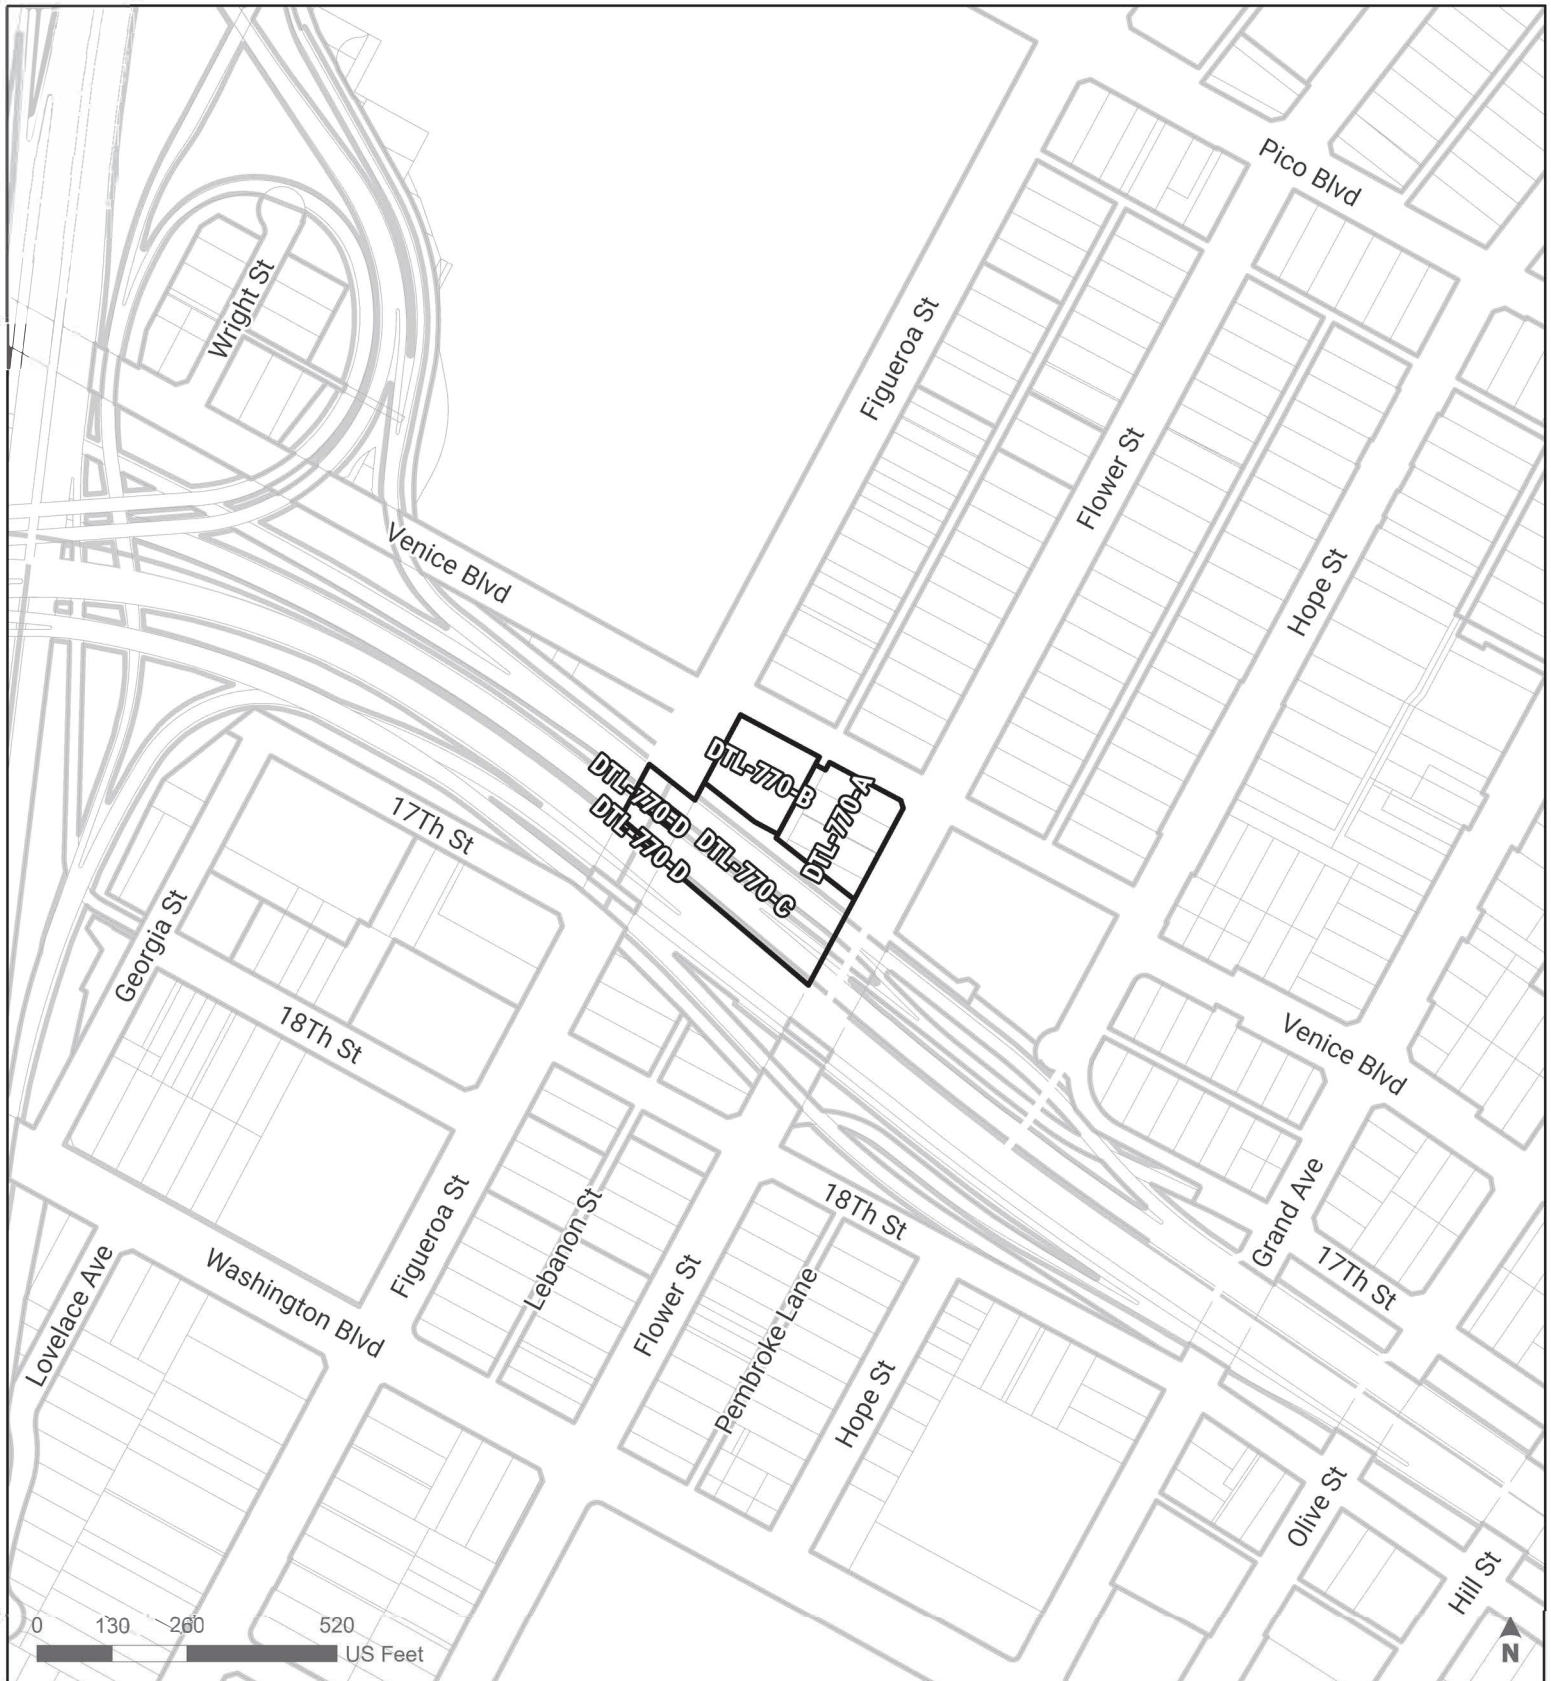 Pico Blvd
Wright St
Figueroa St
Flower St
Venice Blvd
Hope St
DTL-770-B
DTL-770-A
DTL-770-D
DTL-770-D
DTL-770-C
17Th St
Georgia St
18Th St
Venice Blvd
Figueroa St
Lebanon St
18Th St
Grand Ave
Lovelace Ave
Washington Blvd
Flower St
Pembroke Lane
17Th St
Hope St
Olive St
Hill St
0 130 260 520
US Feet
N